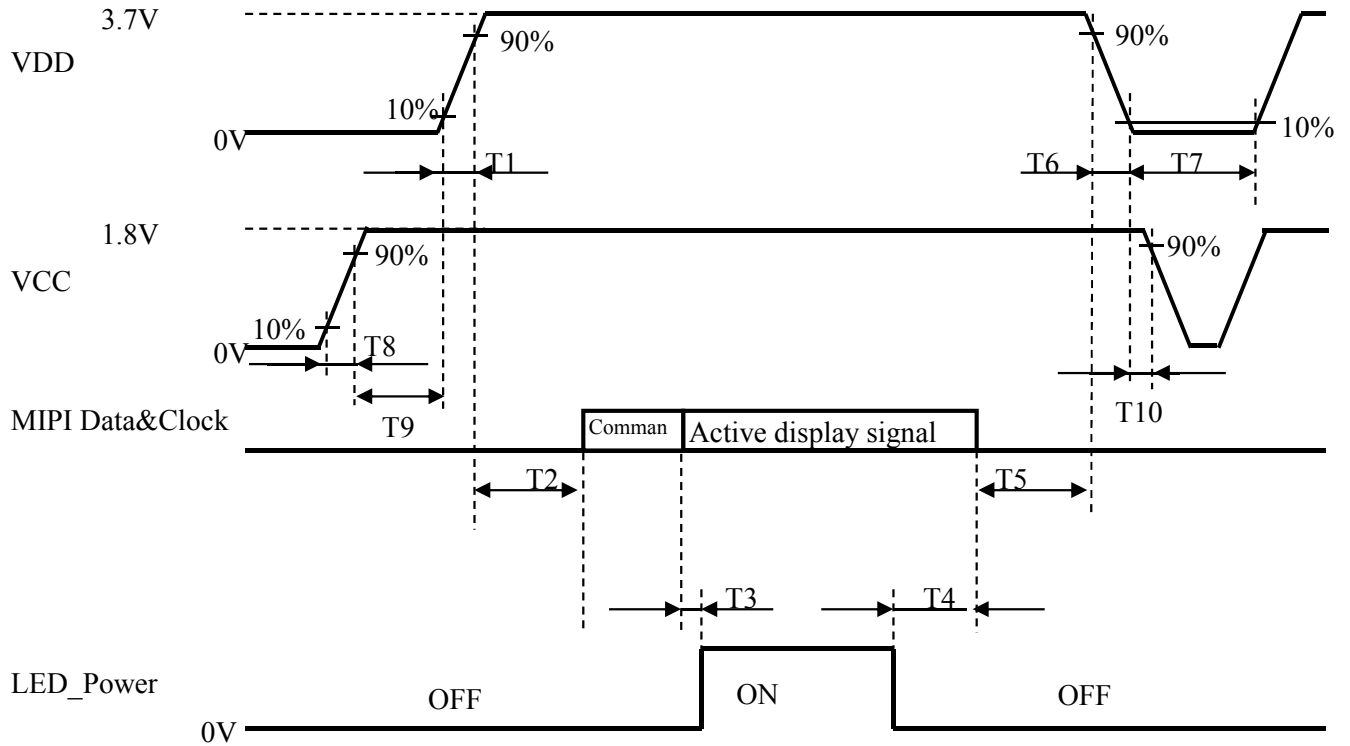 3.7V
90%
90%
VDD
10%
10%
0V
T1
T6
T7
1.8V
90%
90%
VCC
10%
0V
T8
T10
MIPI Data&Clock
T9
Comman
Active display signal
T2
T5
T3
T4
LED_Power
OFF
ON
OFF
0V